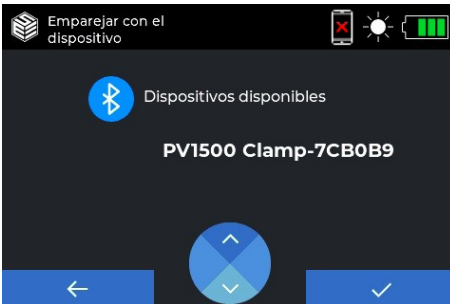 Emparejar con el
dispositivo
Dispositivos disponibles
PV1500 Clamp-7CB0B9